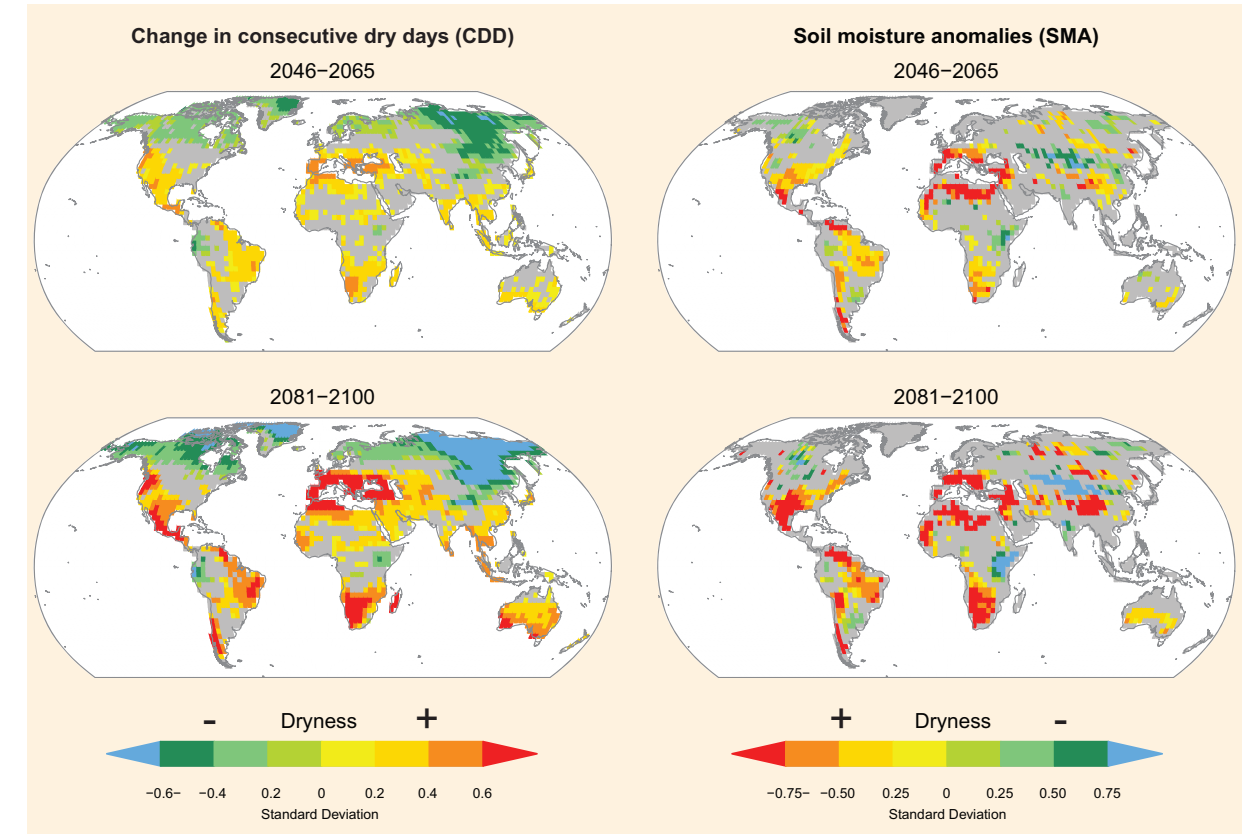 Change in consecutive dry days (CDD)
2046−2065
2081−2100
- Dryness +
−0.6− −0.4 0.2 0 0.2 0.4 0.6
Standard Deviation
Soil moisture anomalies (SMA)
2046−2065
2081−2100
+ Dryness -
−0.75− −0.50 0.25 0 0.25 0.50 0.75
Standard Deviation